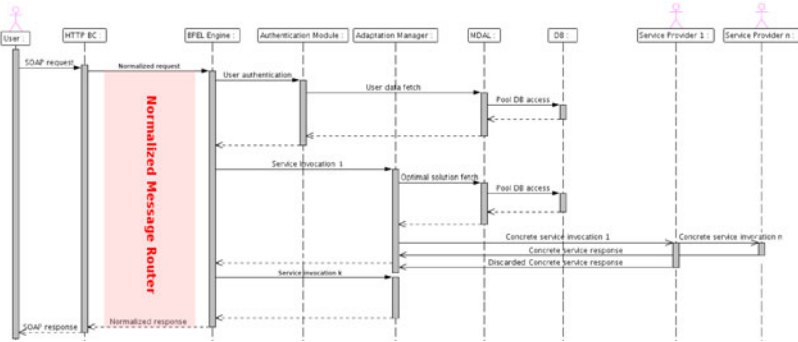 User :
HTTP BC :
BPEL Engine :
Authentication Module :
Adaptation Manager :
MDAL :
DB :
Service Provider 1 :
Service Provider n :
SOAP request
Normalized request
User authentication
User data fetch
Pool DB access
Normalized Message Router
Service invocation 1
Optimal solution fetch
Pool DB access
Concrete service invocation 1
Concrete service invocation n
Concrete service response
Discarded Concrete service response
Service invocation k
Normalized response
SOAP response